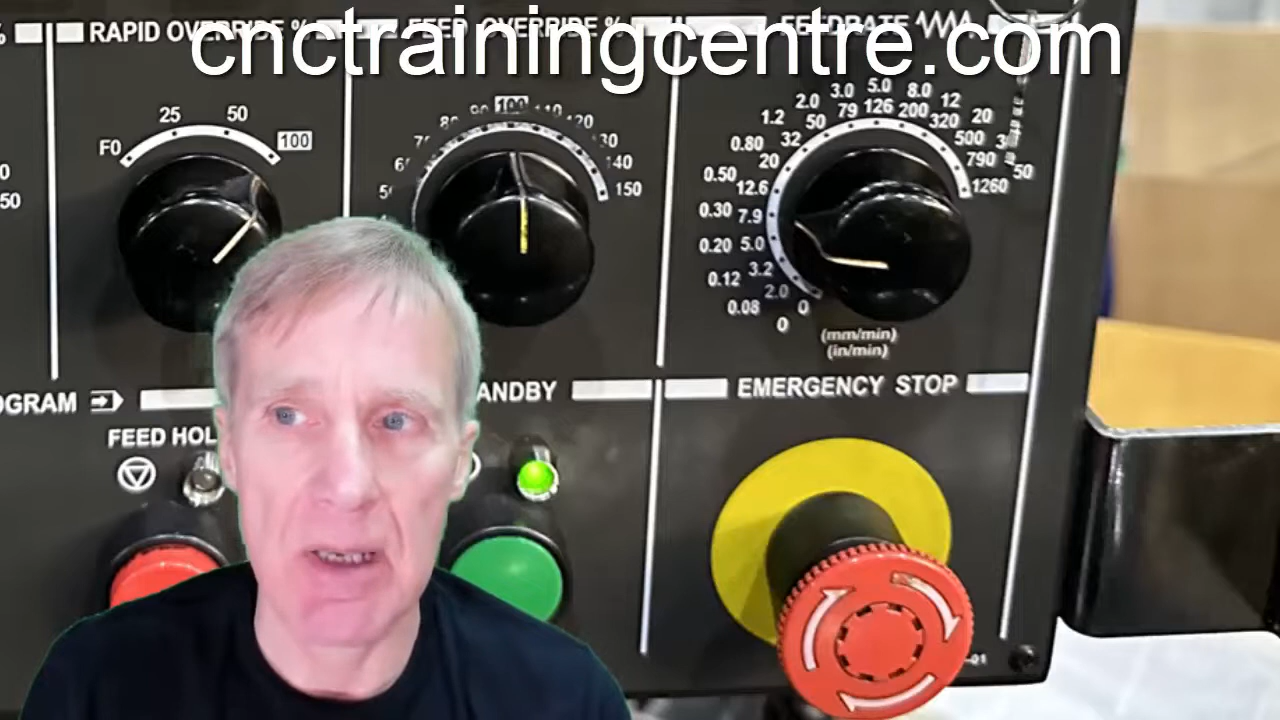 cnctrainingcentre.com
RAPID OVERRIDE %
FEED OVERRIDE %
FEEDRATE
F0 25 50 100
80 90 100 110 120 130 140 150
0 0.08 0.12 0.20 0.30 0.50 0.80 1.2 2.0 3.0 5.0 8.0 12 20 50
0 2.0 3.2 5.0 7.9 12.6 20 32 50 79 126 200 320 500 790 1260
(mm/min)
(in/min)
EMERGENCY STOP
FEED HOL
ANDBY
OGRAM
50
-01